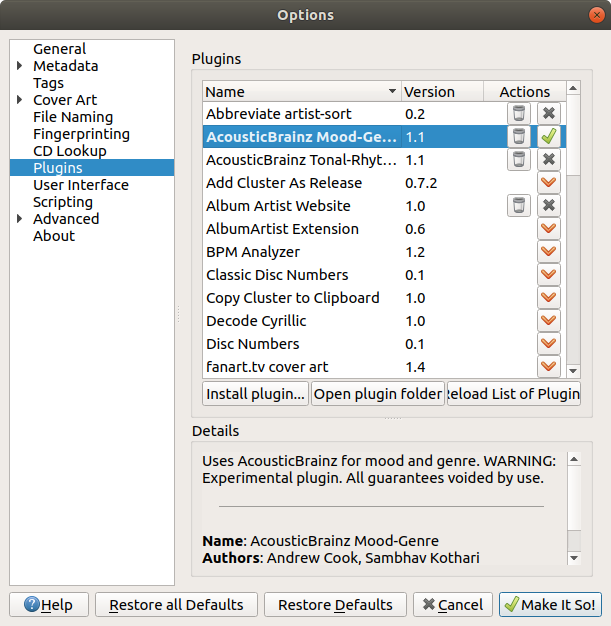 Options
General
Metadata
Tags
Cover Art
File Naming
Fingerprinting
CD Lookup
Plugins
User Interface
Scripting
Advanced
About
Plugins
Name Version Actions
Abbreviate artist-sort 0.2
AcousticBrainz Mood-Ge... 1.1
AcousticBrainz Tonal-Rhyt... 1.1
Add Cluster As Release 0.7.2
Album Artist Website 1.0
AlbumArtist Extension 0.6
BPM Analyzer 1.2
Classic Disc Numbers 0.1
Copy Cluster to Clipboard 1.0
Decode Cyrillic 1.0
Disc Numbers 0.1
fanart.tv cover art 1.4
Install plugin... Open plugin folder Reload List of Plugin
Details
Uses AcousticBrainz for mood and genre. WARNING:
Experimental plugin. All guarantees voided by use.
Name: AcousticBrainz Mood-Genre
Authors: Andrew Cook, Sambhav Kothari
Help Restore all Defaults Restore Defaults Cancel Make It So!